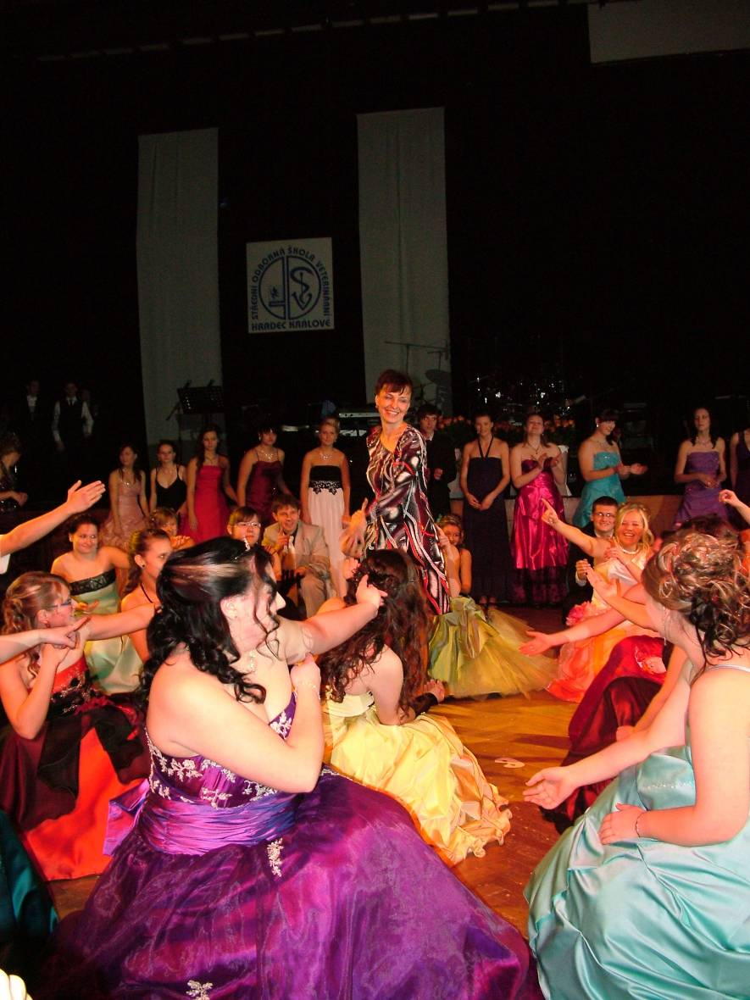 STŘEDNÍ ODBORNÁ ŠKOLA VETERINÁRNÍ
HRADEC KRÁLOVÉ